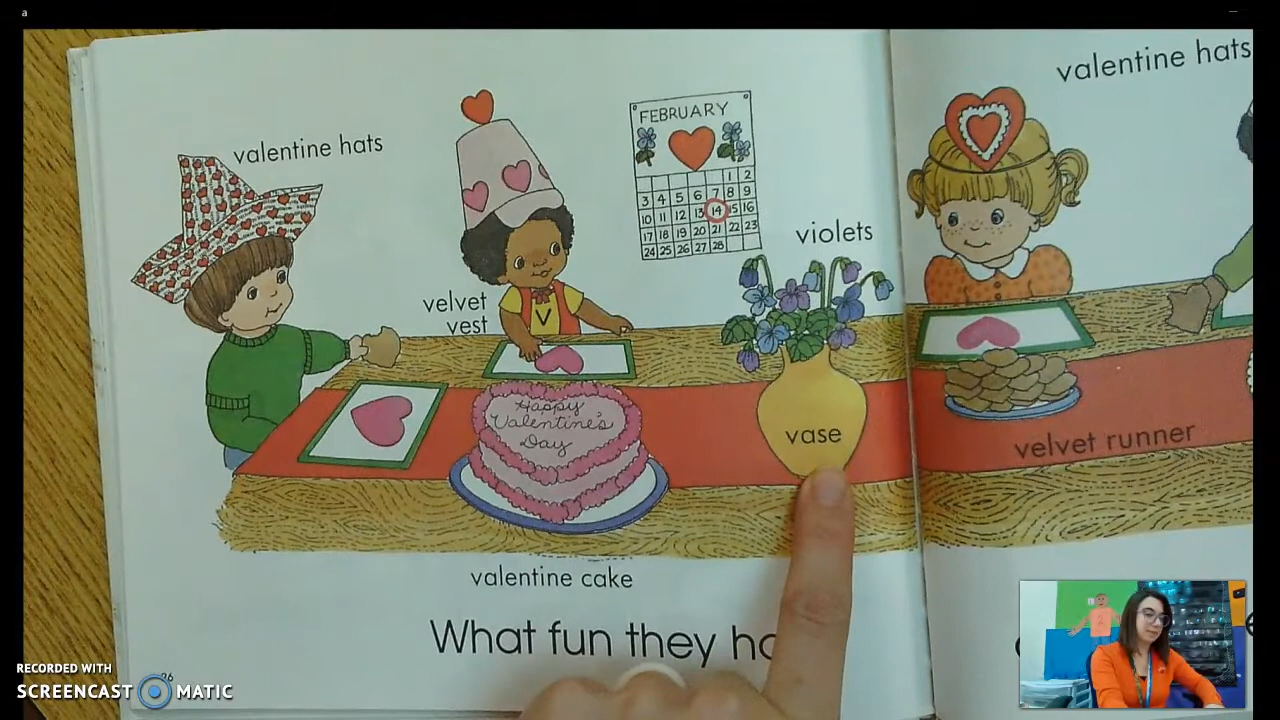 a
valentine hats
valentine hats
FEBRUARY
1 2
3 4 5 6 7 8 9
10 11 12 13 14 15 16
17 18 19 20 21 22 23
24 25 26 27 28
violets
velvet
vest
V
Happy
Valentine's
Day
vase
velvet runner
valentine cake
What fun they
RECORDED WITH
SCREENCAST MATIC